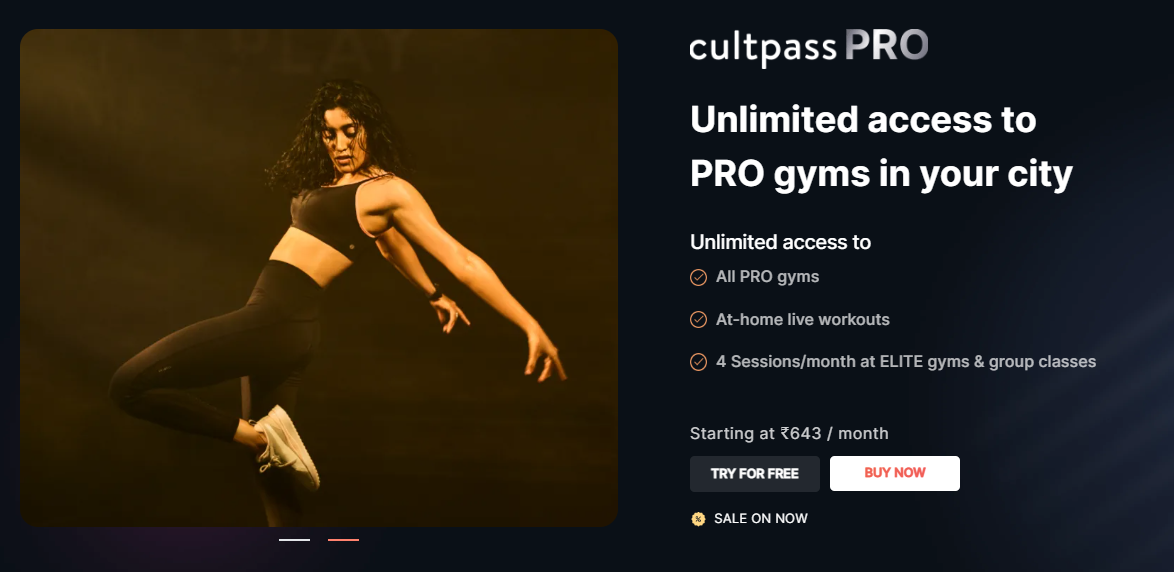 PLAY
cultpass PRO
Unlimited access to
PRO gyms in your city
Unlimited access to
All PRO gyms
At-home live workouts
4 Sessions/month at ELITE gyms & group classes
Starting at ₹643 / month
TRY FOR FREE
BUY NOW
% SALE ON NOW